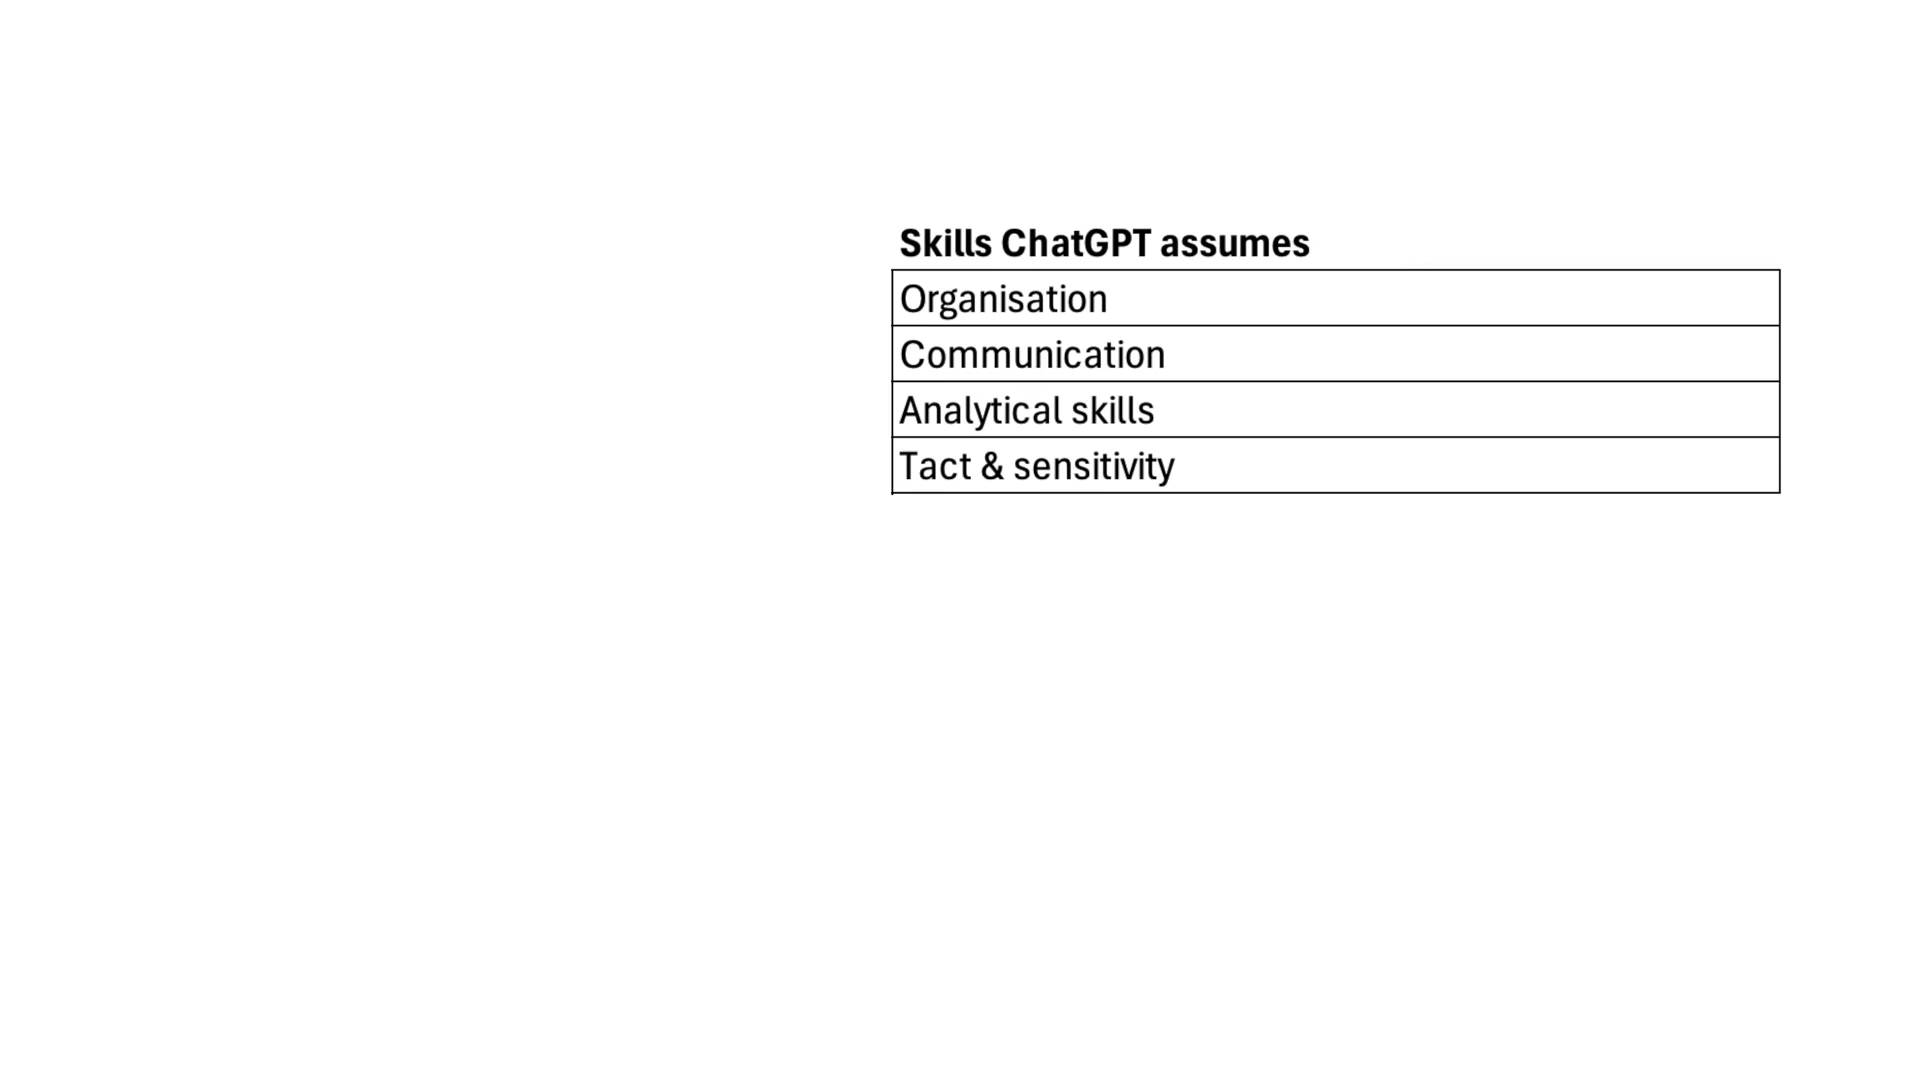 Skills ChatGPT assumes
Organisation
Communication
Analytical skills
Tact & sensitivity